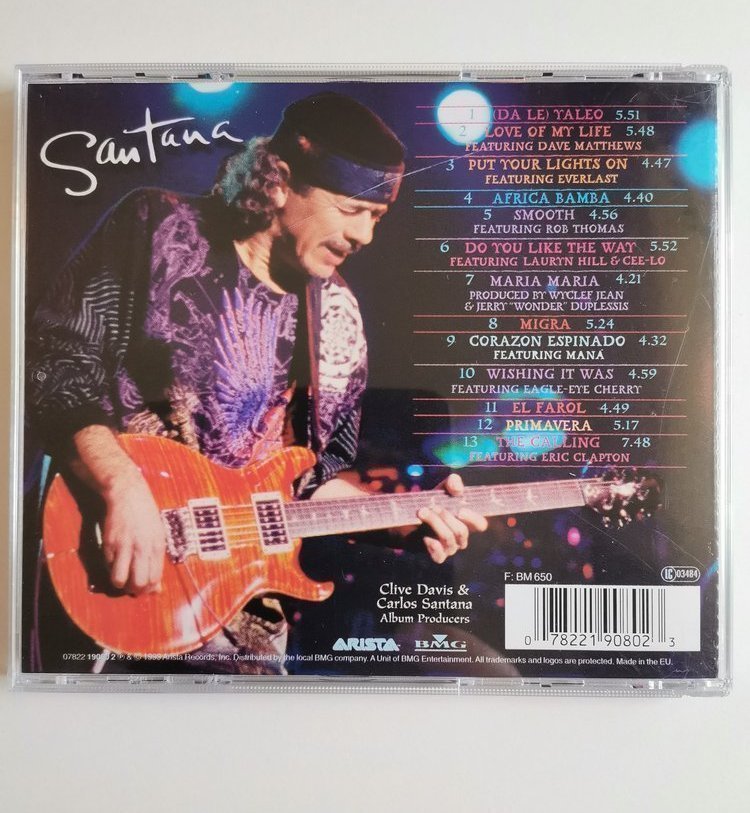 Santana
1 (DA LE) YALEO 5.51
2 LOVE OF MY LIFE 5.48
FEATURING DAVE MATTHEWS
3 PUT YOUR LIGHTS ON 4.47
FEATURING EVERLAST
4 AFRICA BAMBA 4.40
5 SMOOTH 4.56
FEATURING ROB THOMAS
6 DO YOU LIKE THE WAY 5.52
FEATURING LAURYN HILL & CEE-LO
7 MARIA MARIA 4.21
PRODUCED BY WYCLEF JEAN
& JERRY "WONDER" DUPLESSIS
8 MIGRA 5.24
9 CORAZON ESPINADO 4.32
FEATURING MANÁ
10 WISHING IT WAS 4.59
FEATURING EAGLE-EYE CHERRY
11 EL FAROL 4.49
12 PRIMAVERA 5.17
13 THE CALLING 7.48
FEATURING ERIC CLAPTON
Clive Davis &
Carlos Santana
Album Producers
F: BM 650
LC 03484
ARISTA BMG
0 78221 90802 3
07822 19080 2 ℗ & © 1999 Arista Records, Inc. Distributed by the local BMG company. A Unit of BMG Entertainment. All trademarks and logos are protected. Made in the EU.